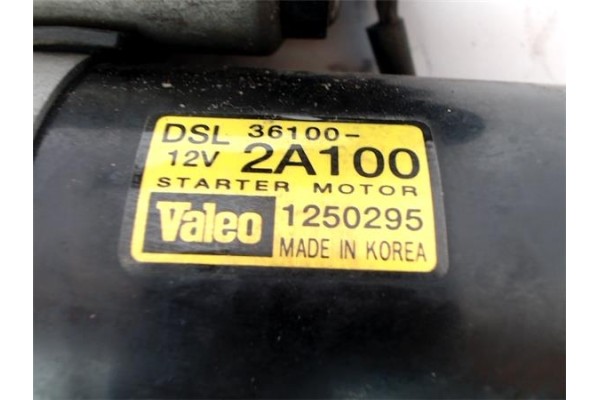 DSL 36100-
12V 2A100
STARTER MOTOR
Valeo 1250295
MADE IN KOREA